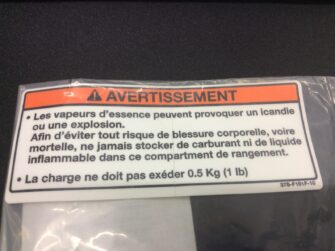 ⚠ AVERTISSEMENT
• Les vapeurs d'essence peuvent provoquer un icandie
ou une explosion.
Afin d'éviter tout risque de blessure corporelle, voire
mortelle, ne jamais stocker de carburant ni de liquide
inflammable dans ce compartment de rangement.
• La charge ne doit pas exéder 0.5 Kg (1 lb)